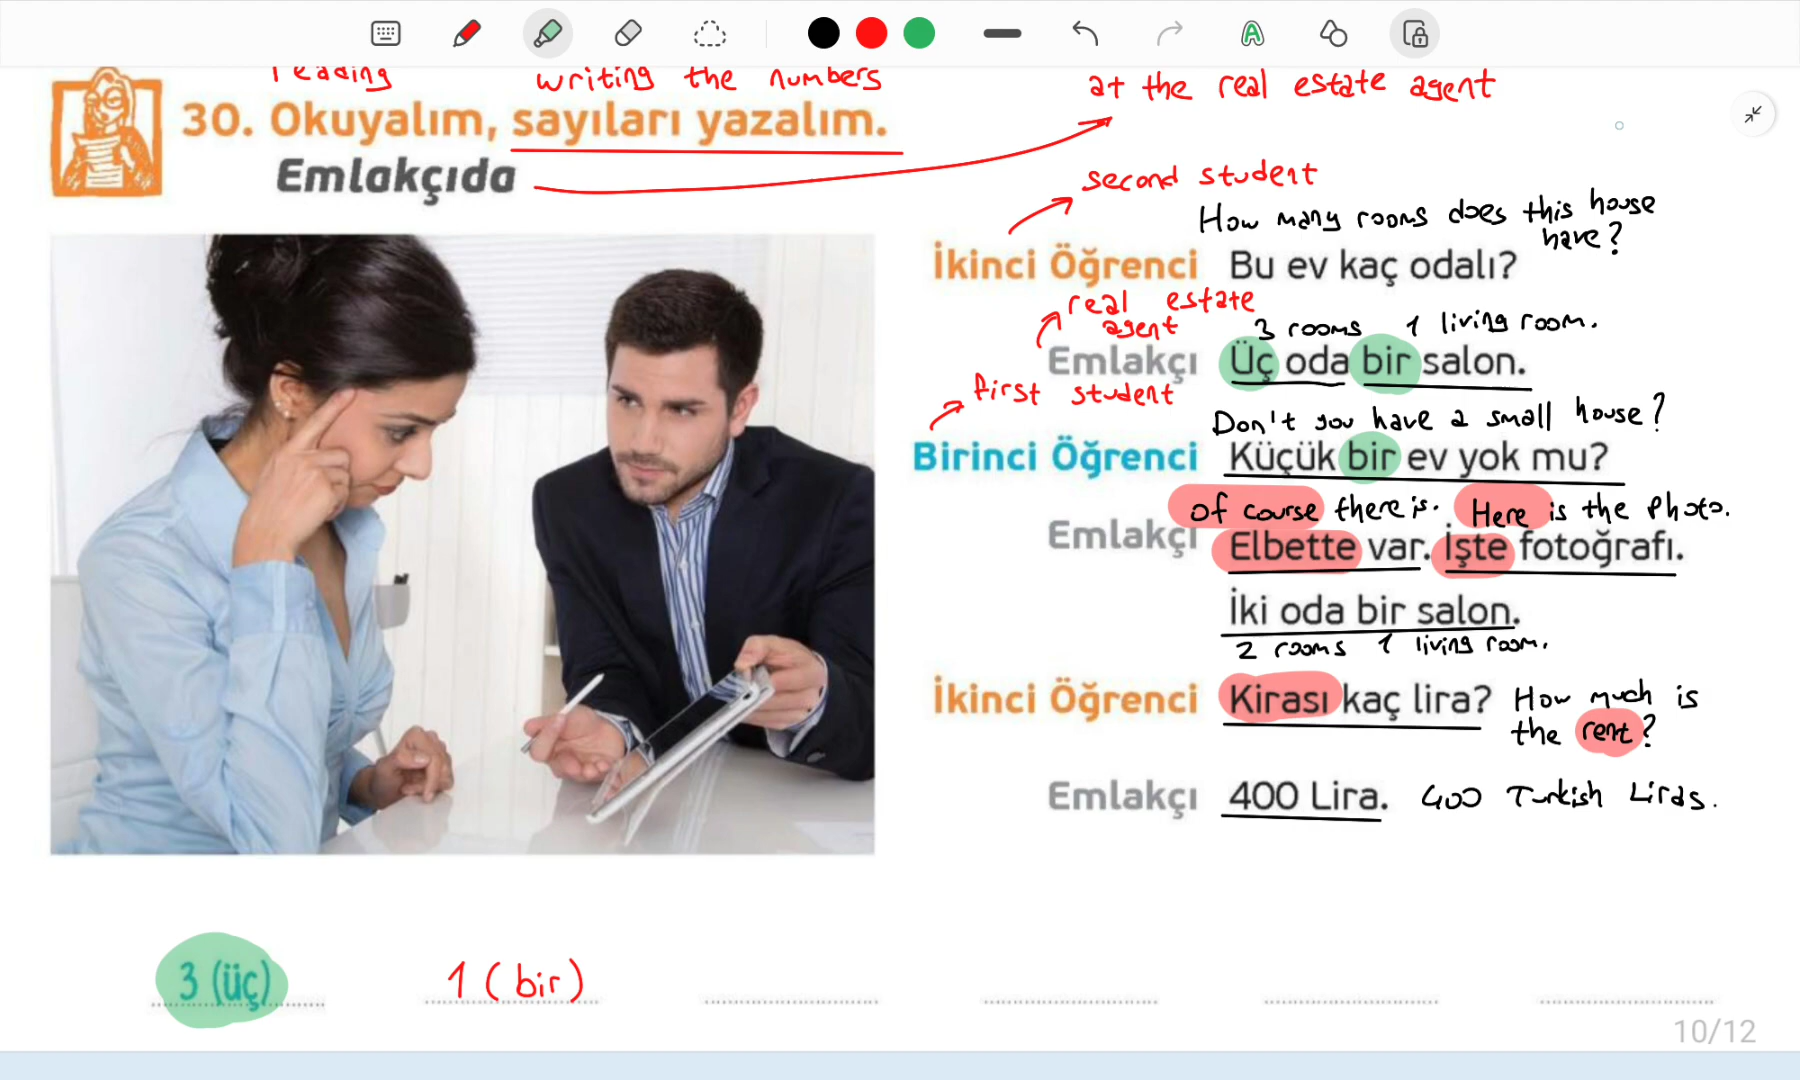 reading writing the numbers at the real estate agent
30. Okuyalım, sayıları yazalım.
Emlakçıda
second student
How many rooms does this house
have?
İkinci Öğrenci Bu ev kaç odalı?
real estate
agent 3 rooms 1 living room.
Emlakçı Üç oda bir salon.
first student
Don't you have a small house?
Birinci Öğrenci Küçük bir ev yok mu?
of course there is. Here is the photo.
Emlakçı Elbette var. İşte fotoğrafı.
İki oda bir salon.
2 rooms 1 living room.
İkinci Öğrenci Kirası kaç lira? How much is
the rent?
Emlakçı 400 Lira. 400 Turkish Liras.
3 (üç) 1 (bir)
10/12